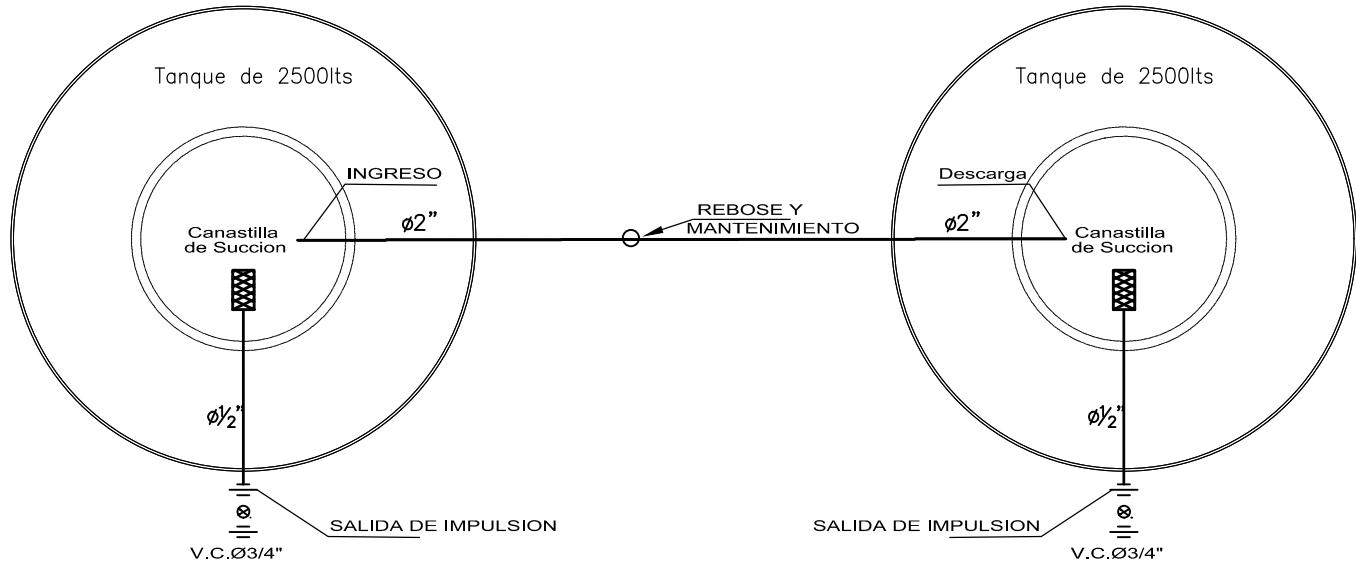 Tanque de 2500lts
Tanque de 2500lts
INGRESO
Descarga
ø2"
REBOSE Y
MANTENIMIENTO
ø2"
Canastilla
de Succion
Canastilla
de Succion
ø1/2"
ø1/2"
SALIDA DE IMPULSION
SALIDA DE IMPULSION
V.C.Ø3/4"
V.C.Ø3/4"